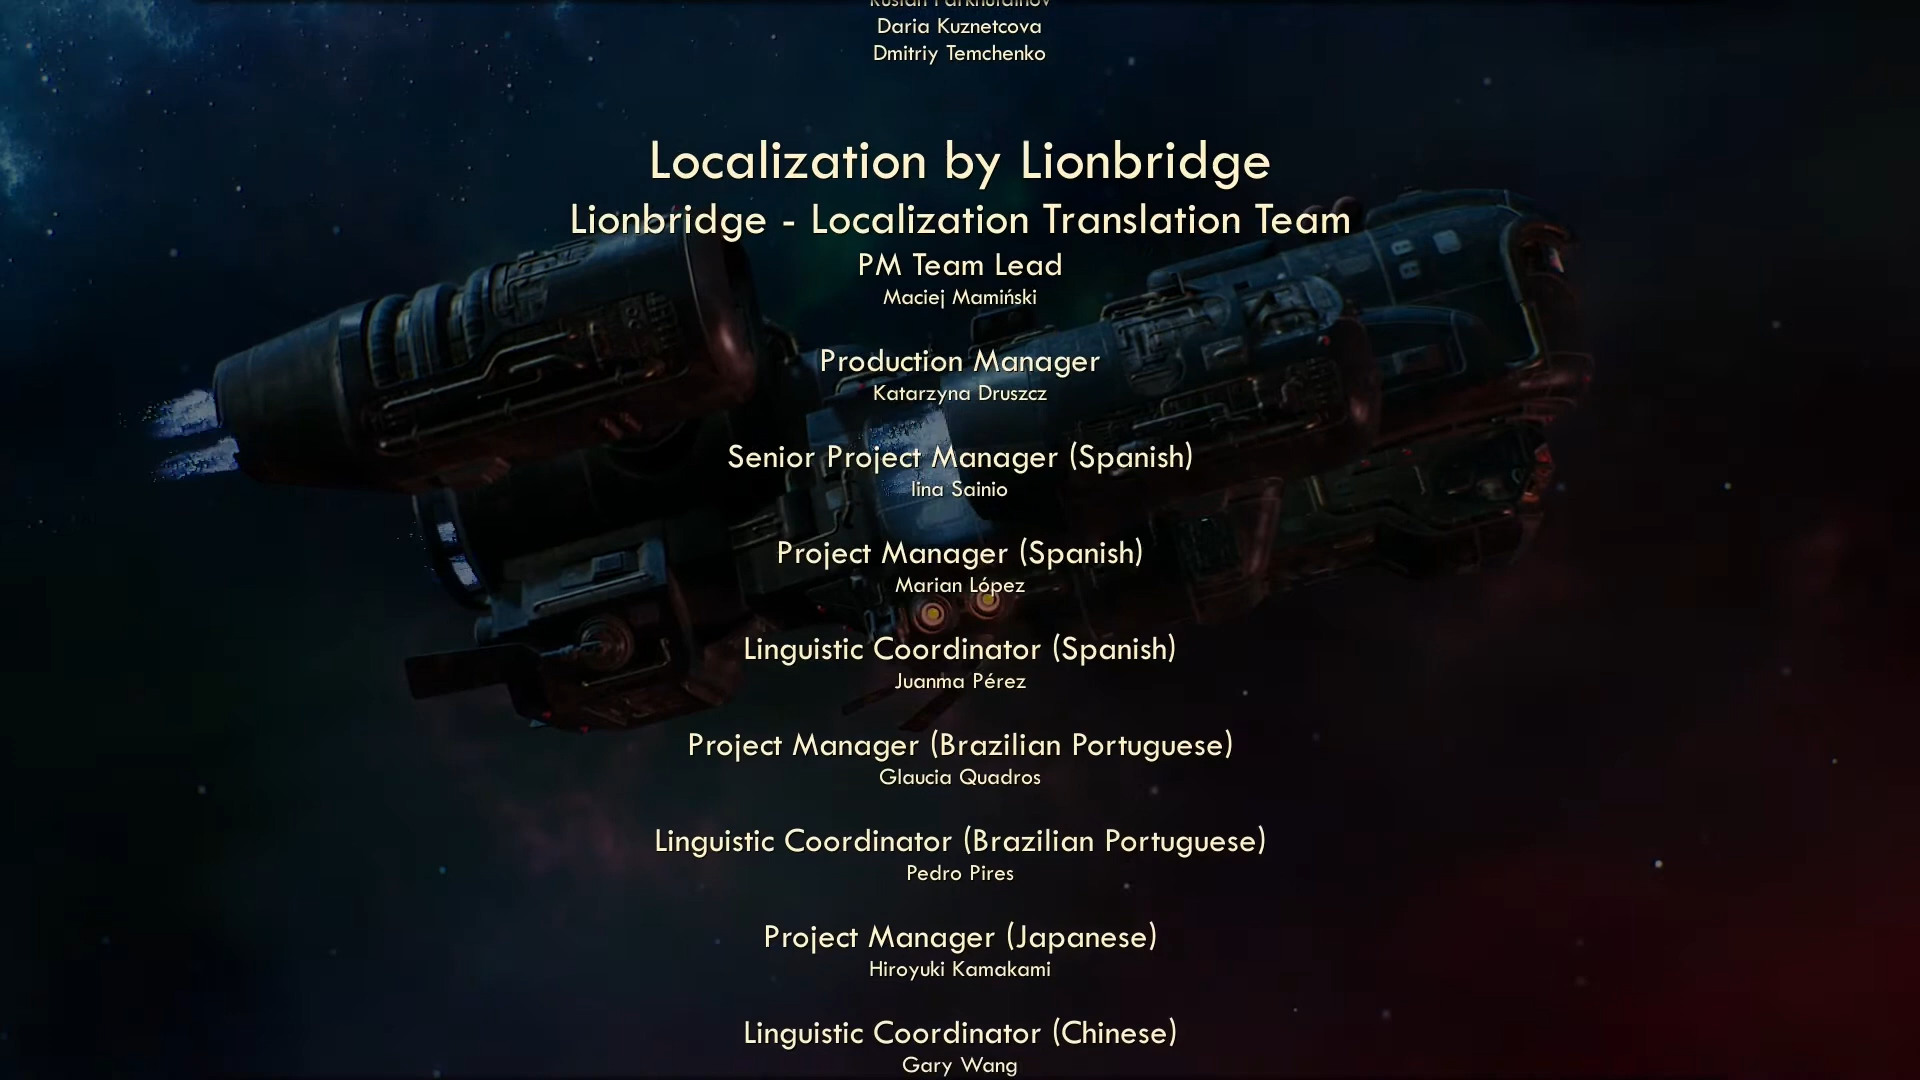 Daria Kuznetcova
Dmitriy Temchenko
Localization by Lionbridge
Lionbridge - Localization Translation Team
PM Team Lead
Maciej Mamiński
Production Manager
Katarzyna Druszcz
Senior Project Manager (Spanish)
Iina Sainio
Project Manager (Spanish)
Marian López
Linguistic Coordinator (Spanish)
Juanma Pérez
Project Manager (Brazilian Portuguese)
Glaucia Quadros
Linguistic Coordinator (Brazilian Portuguese)
Pedro Pires
Project Manager (Japanese)
Hiroyuki Kamakami
Linguistic Coordinator (Chinese)
Gary Wang